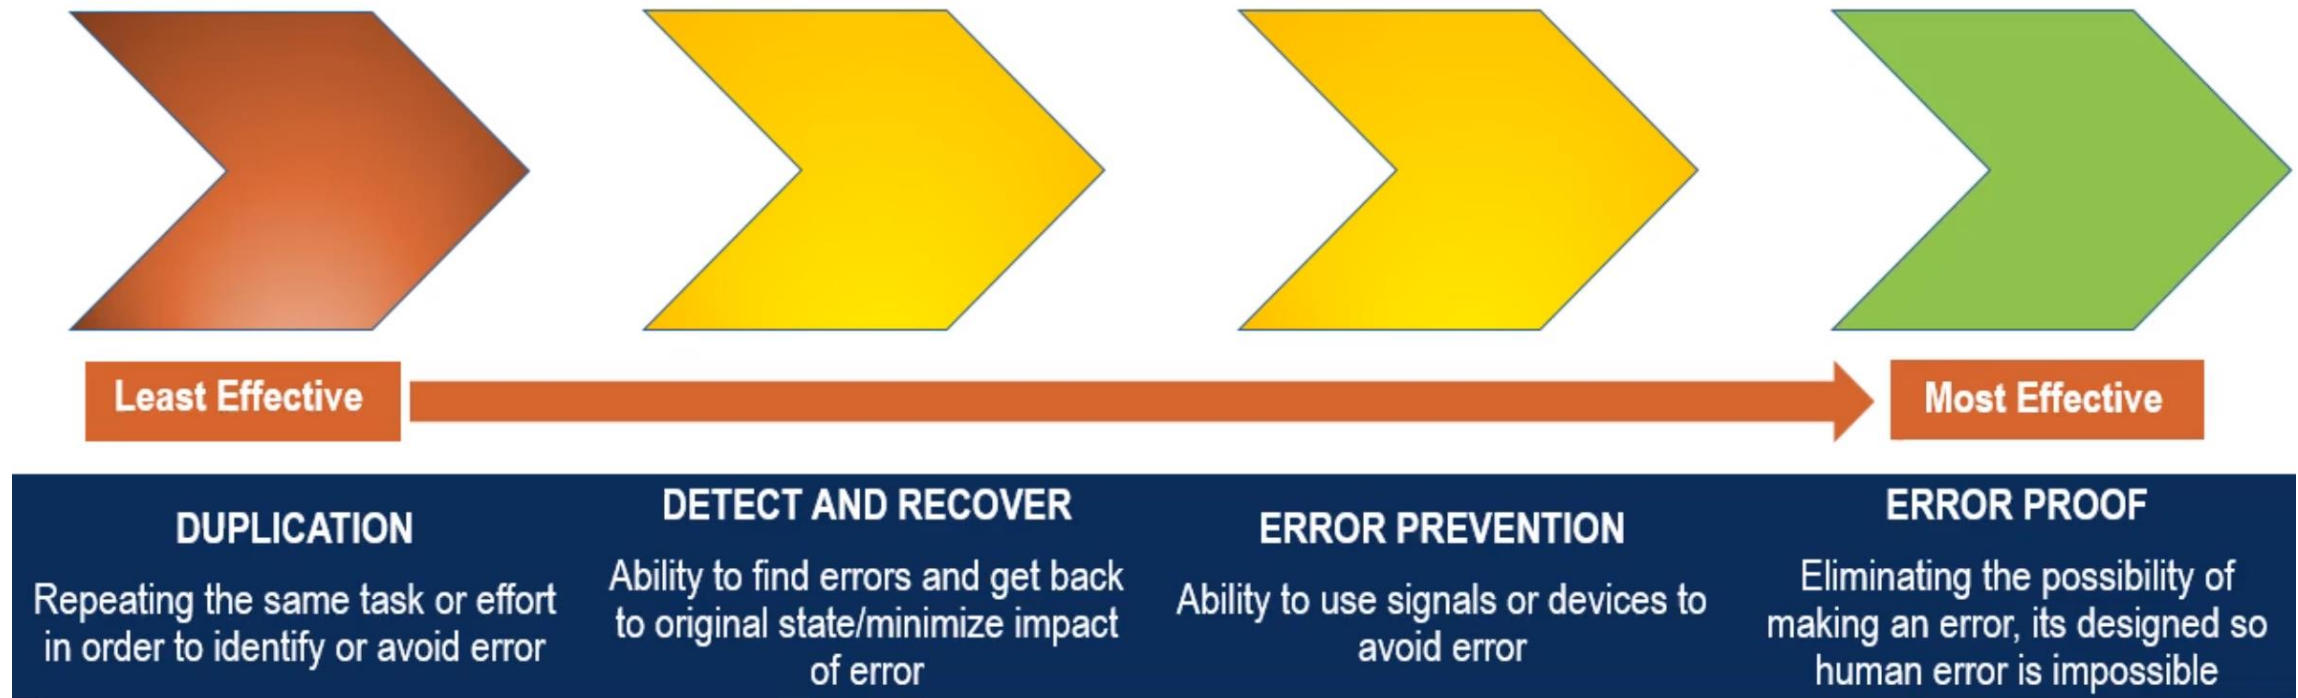 Least Effective
Most Effective
DUPLICATION
Repeating the same task or effort
in order to identify or avoid error
DETECT AND RECOVER
Ability to find errors and get back
to original state/minimize impact
of error
ERROR PREVENTION
Ability to use signals or devices to
avoid error
ERROR PROOF
Eliminating the possibility of
making an error, its designed so
human error is impossible